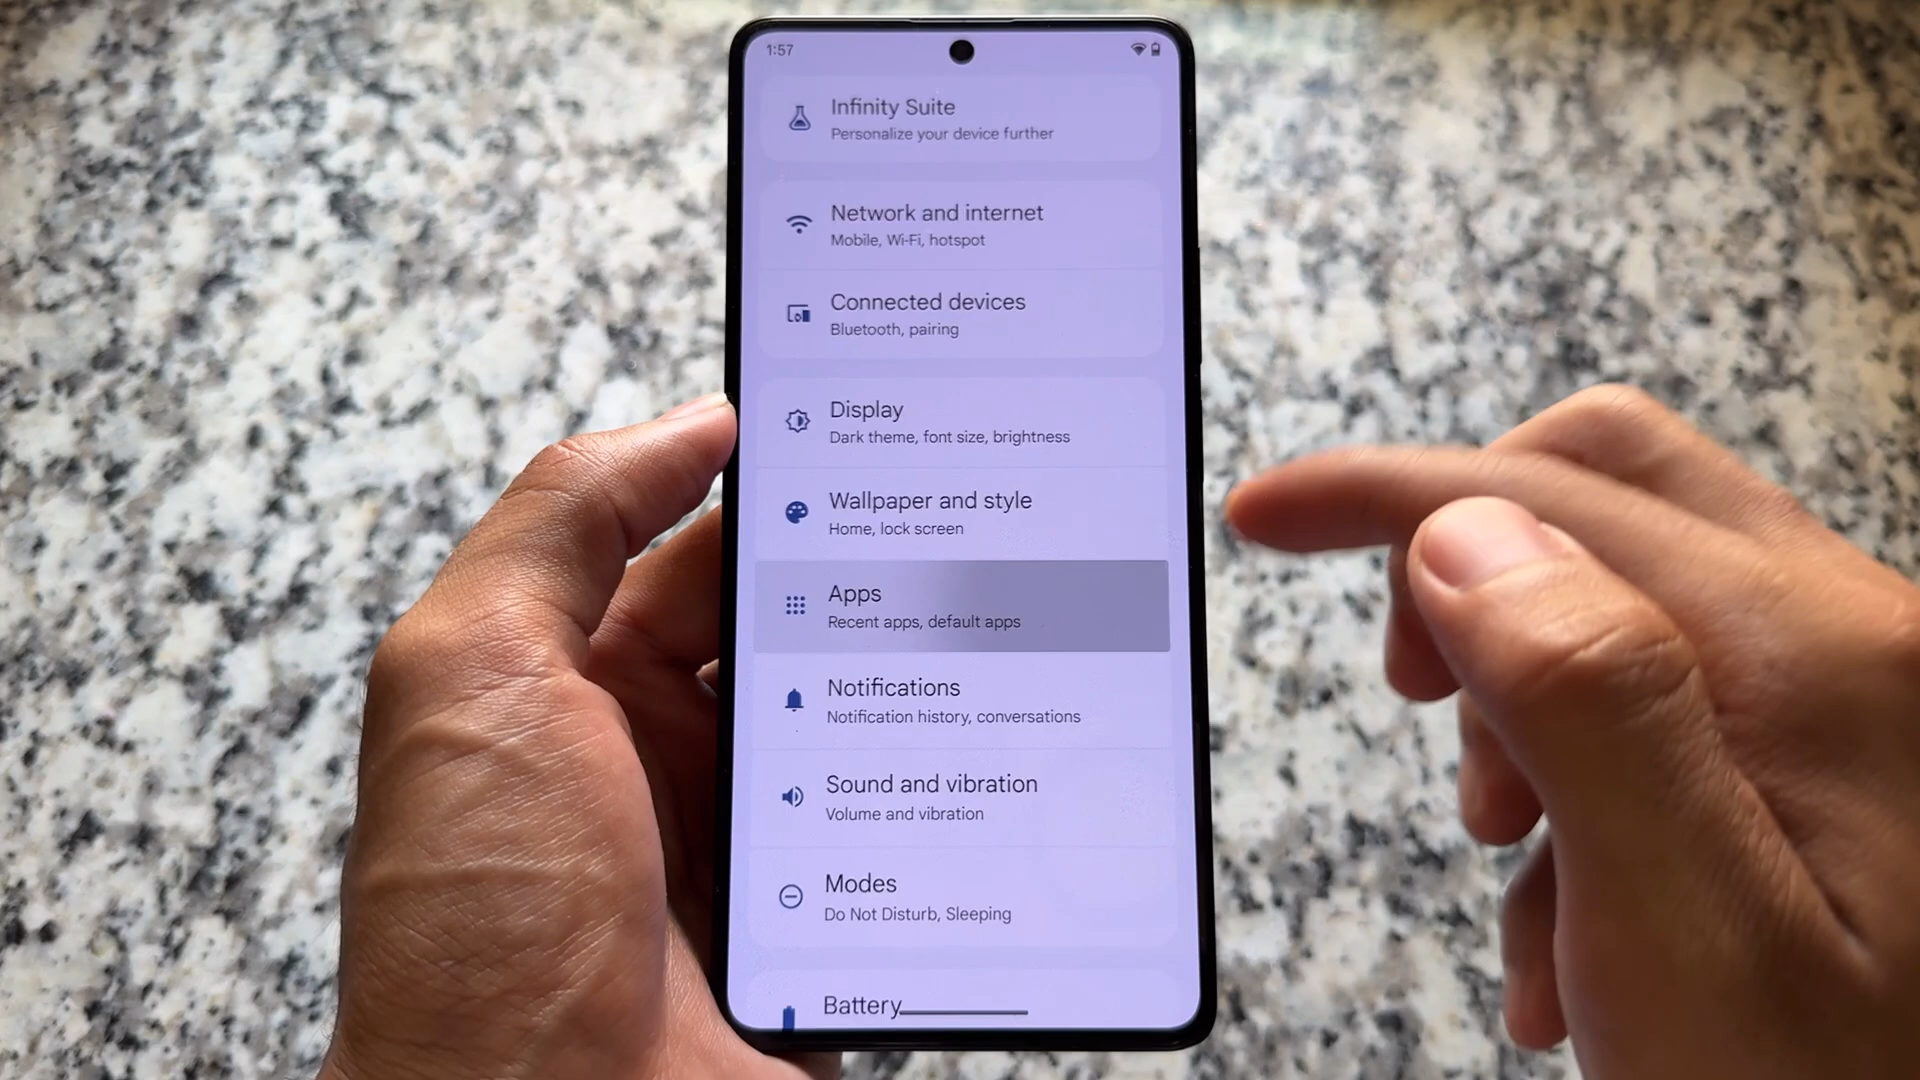 1:57
Infinity Suite
Personalize your device further
Network and internet
Mobile, Wi-Fi, hotspot
Connected devices
Bluetooth, pairing
Display
Dark theme, font size, brightness
Wallpaper and style
Home, lock screen
Apps
Recent apps, default apps
Notifications
Notification history, conversations
Sound and vibration
Volume and vibration
Modes
Do Not Disturb, Sleeping
Battery